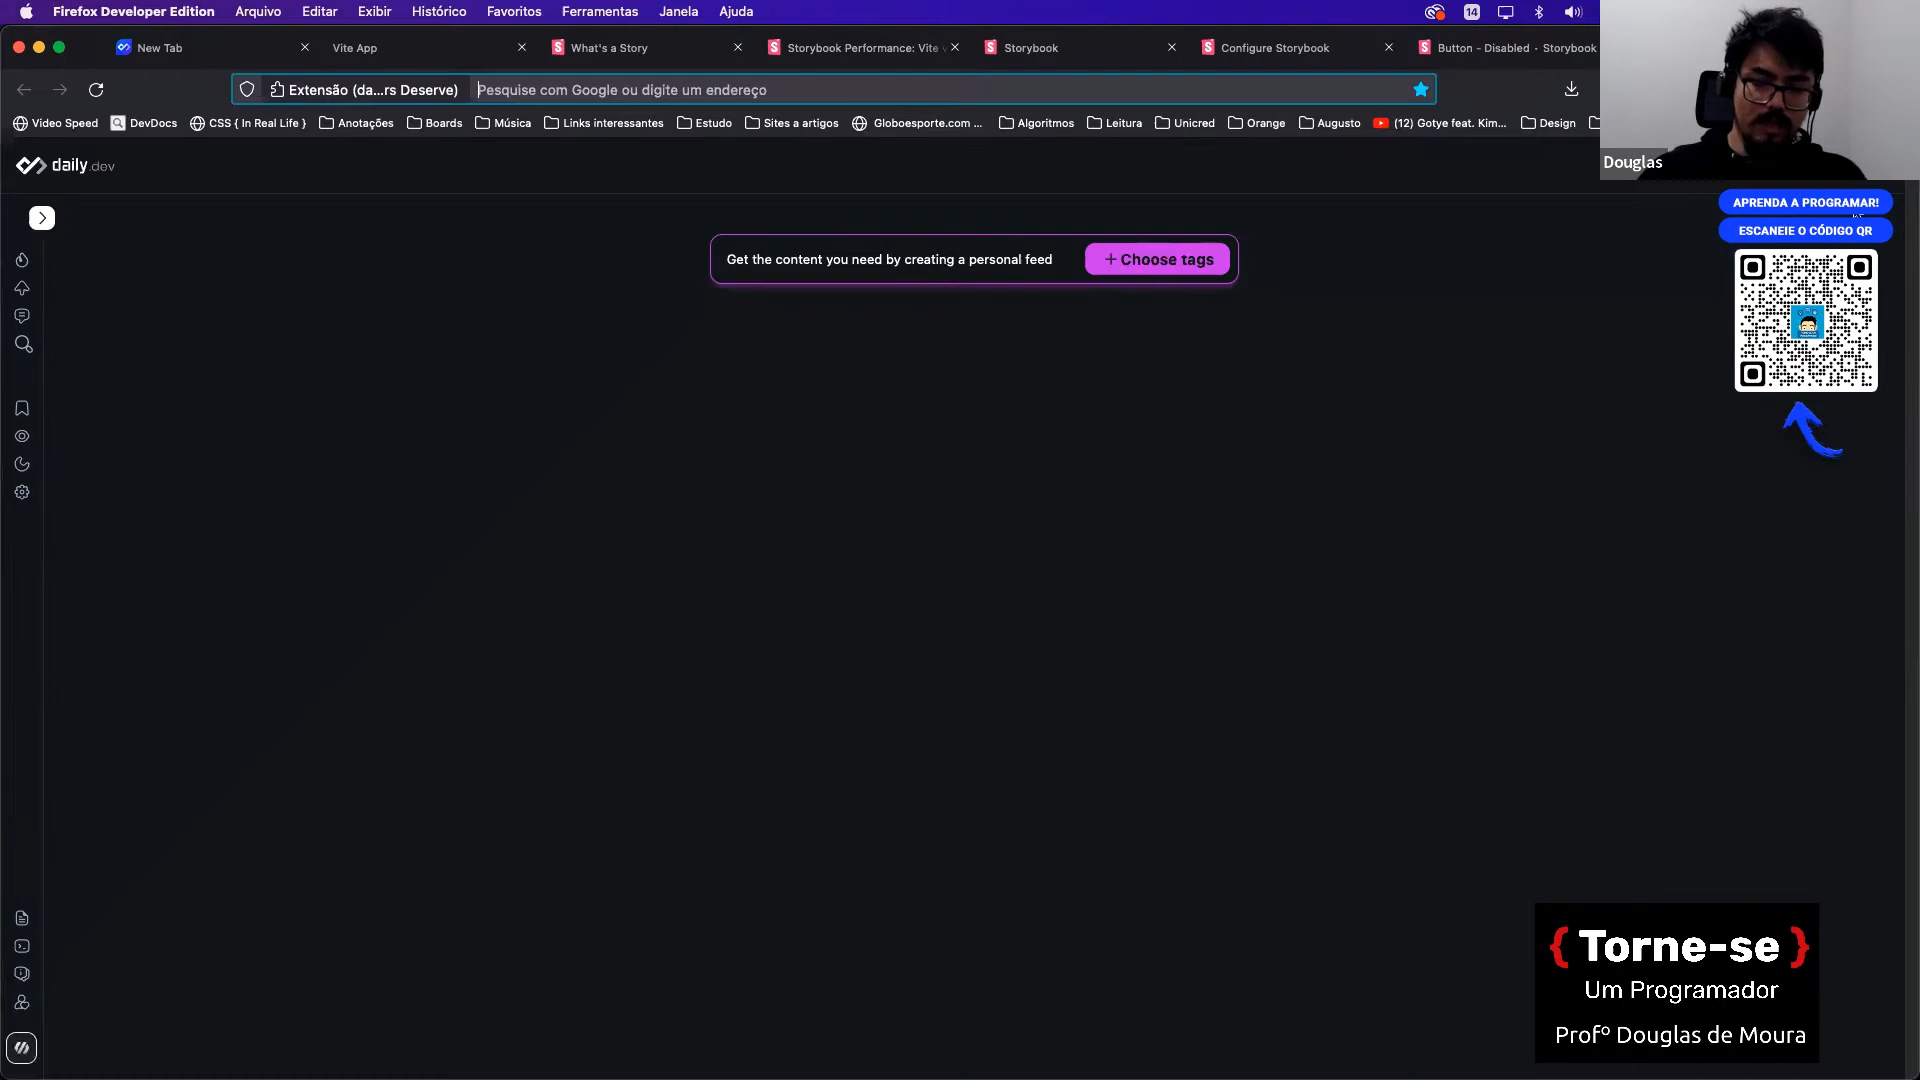 Firefox Developer Edition Arquivo Editar Exibir Histórico Favoritos Ferramentas Janela Ajuda 14
New Tab Vite App What's a Story Storybook Performance: Vite Storybook Configure Storybook Button - Disabled · Storybook
Extensão (da...rs Deserve) Pesquise com Google ou digite um endereço
Video Speed DevDocs CSS { In Real Life } Anotações Boards Música Links interessantes Estudo Sites a artigos Globoesporte.com ... Algoritmos Leitura Unicred Orange Augusto (12) Gotye feat. Kim... Design
Douglas
daily.dev
APRENDA A PROGRAMAR!
ESCANEIE O CÓDIGO QR
Get the content you need by creating a personal feed + Choose tags
{ Torne-se }
Um Programador
Profº Douglas de Moura